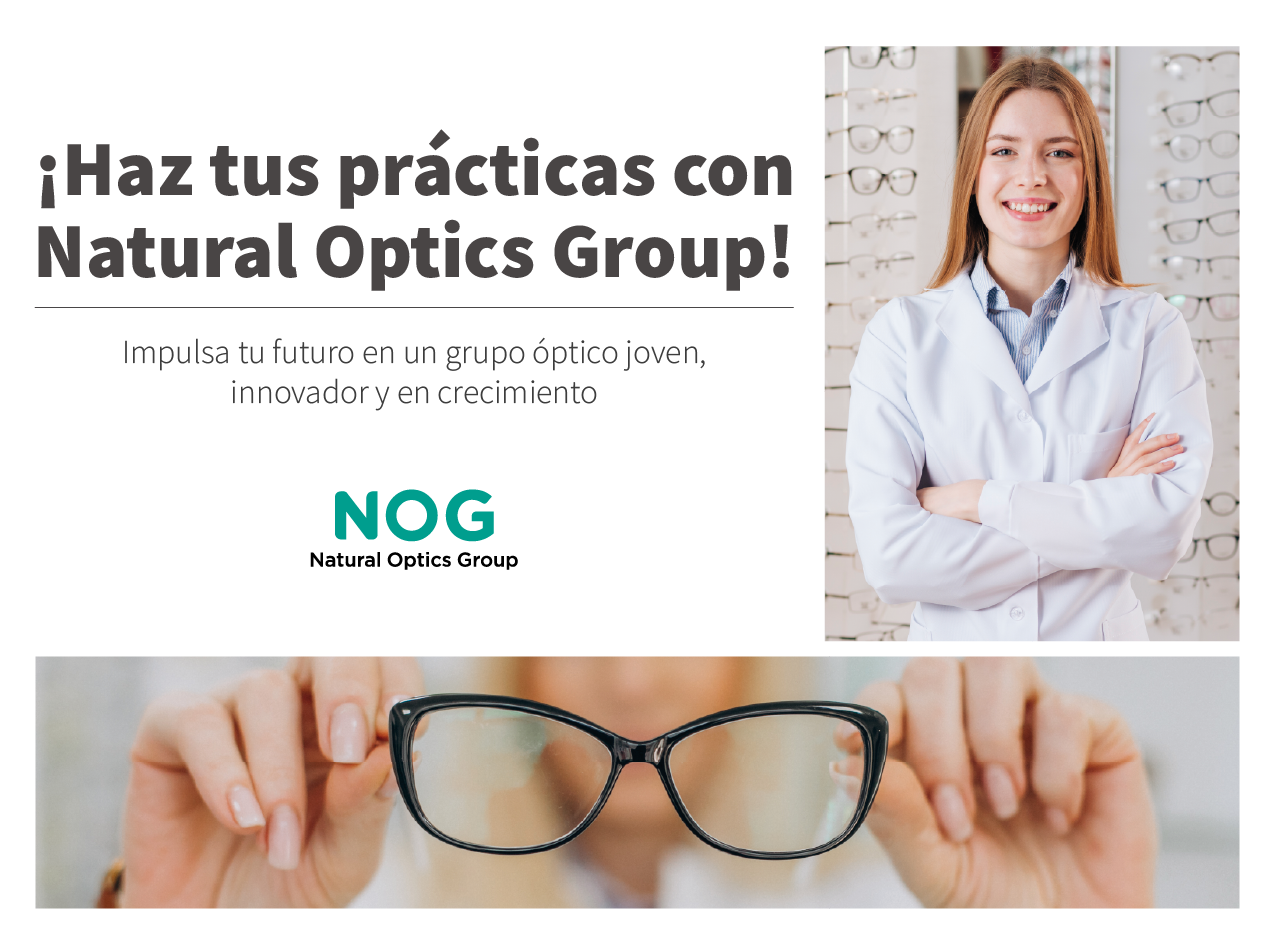 ¡Haz tus prácticas con
Natural Optics Group!
Impulsa tu futuro en un grupo óptico joven,
innovador y en crecimiento
NOG
Natural Optics Group